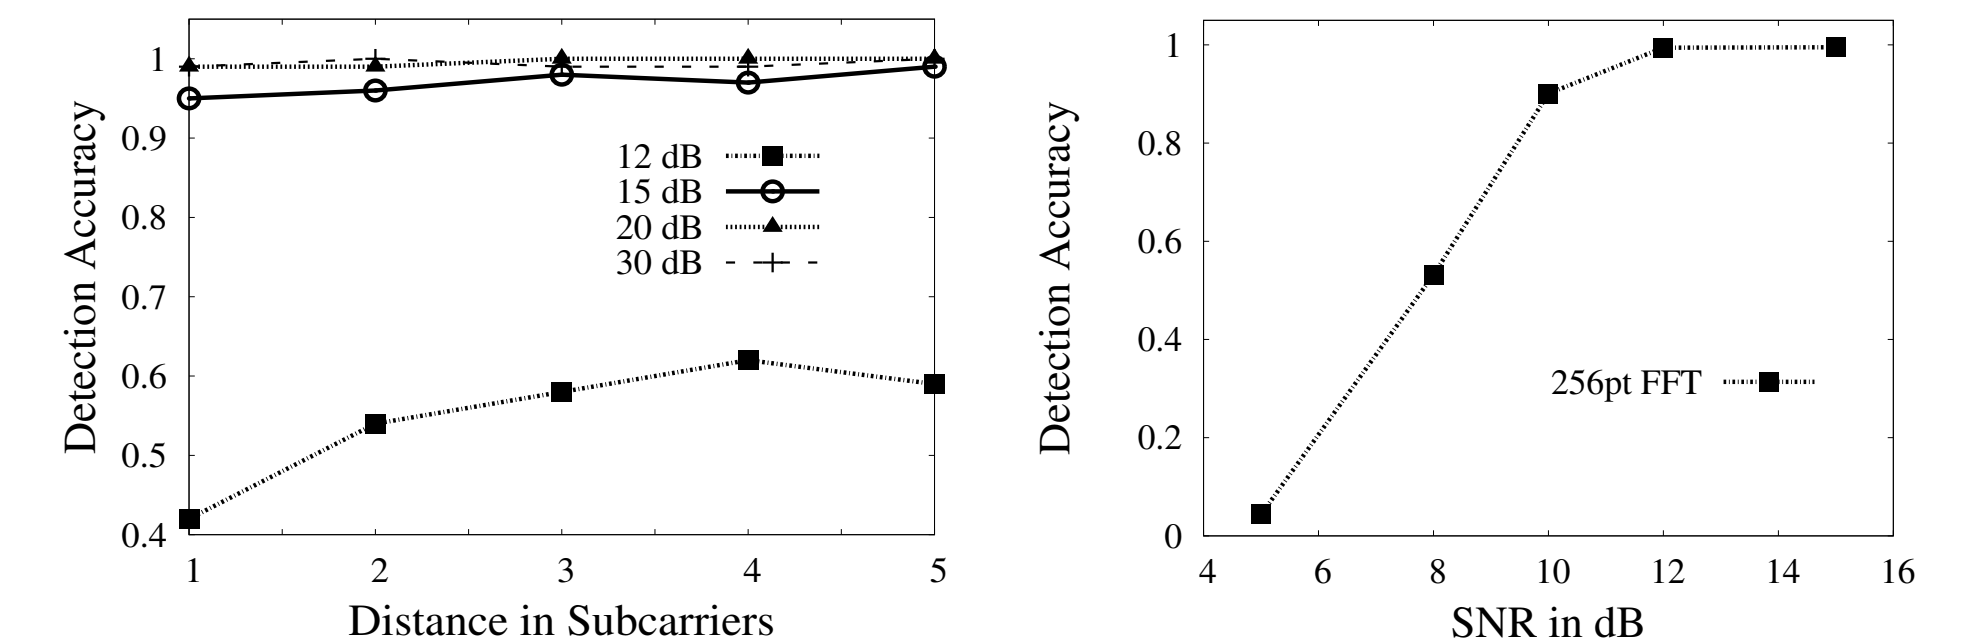 Detection Accuracy
1
0.9
0.8
0.7
0.6
0.5
0.4
12 dB
15 dB
20 dB
30 dB
1 2 3 4 5
Distance in Subcarriers
Detection Accuracy
1
0.8
0.6
0.4
0.2
0
256pt FFT
4 6 8 10 12 14 16
SNR in dB